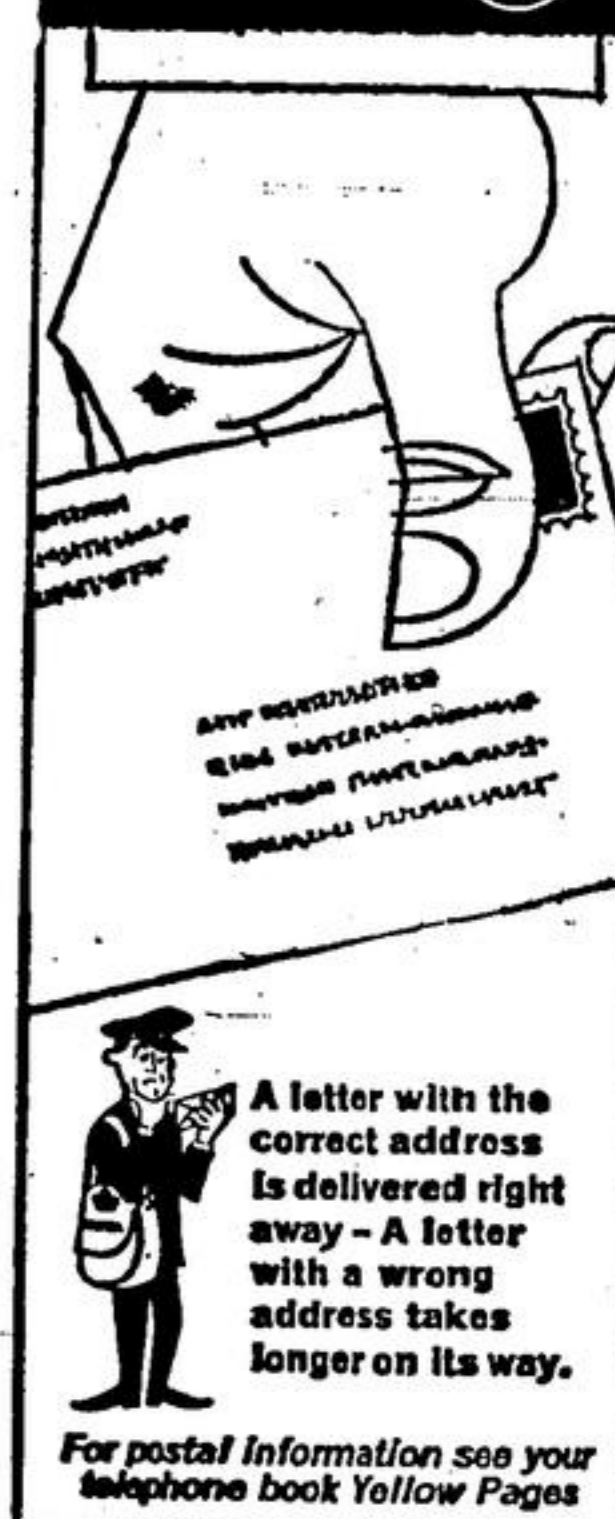 A letter with the
correct address
is delivered right
away – A letter
with a wrong
address takes
longer on its way.
For postal information see your
telephone book Yellow Pages